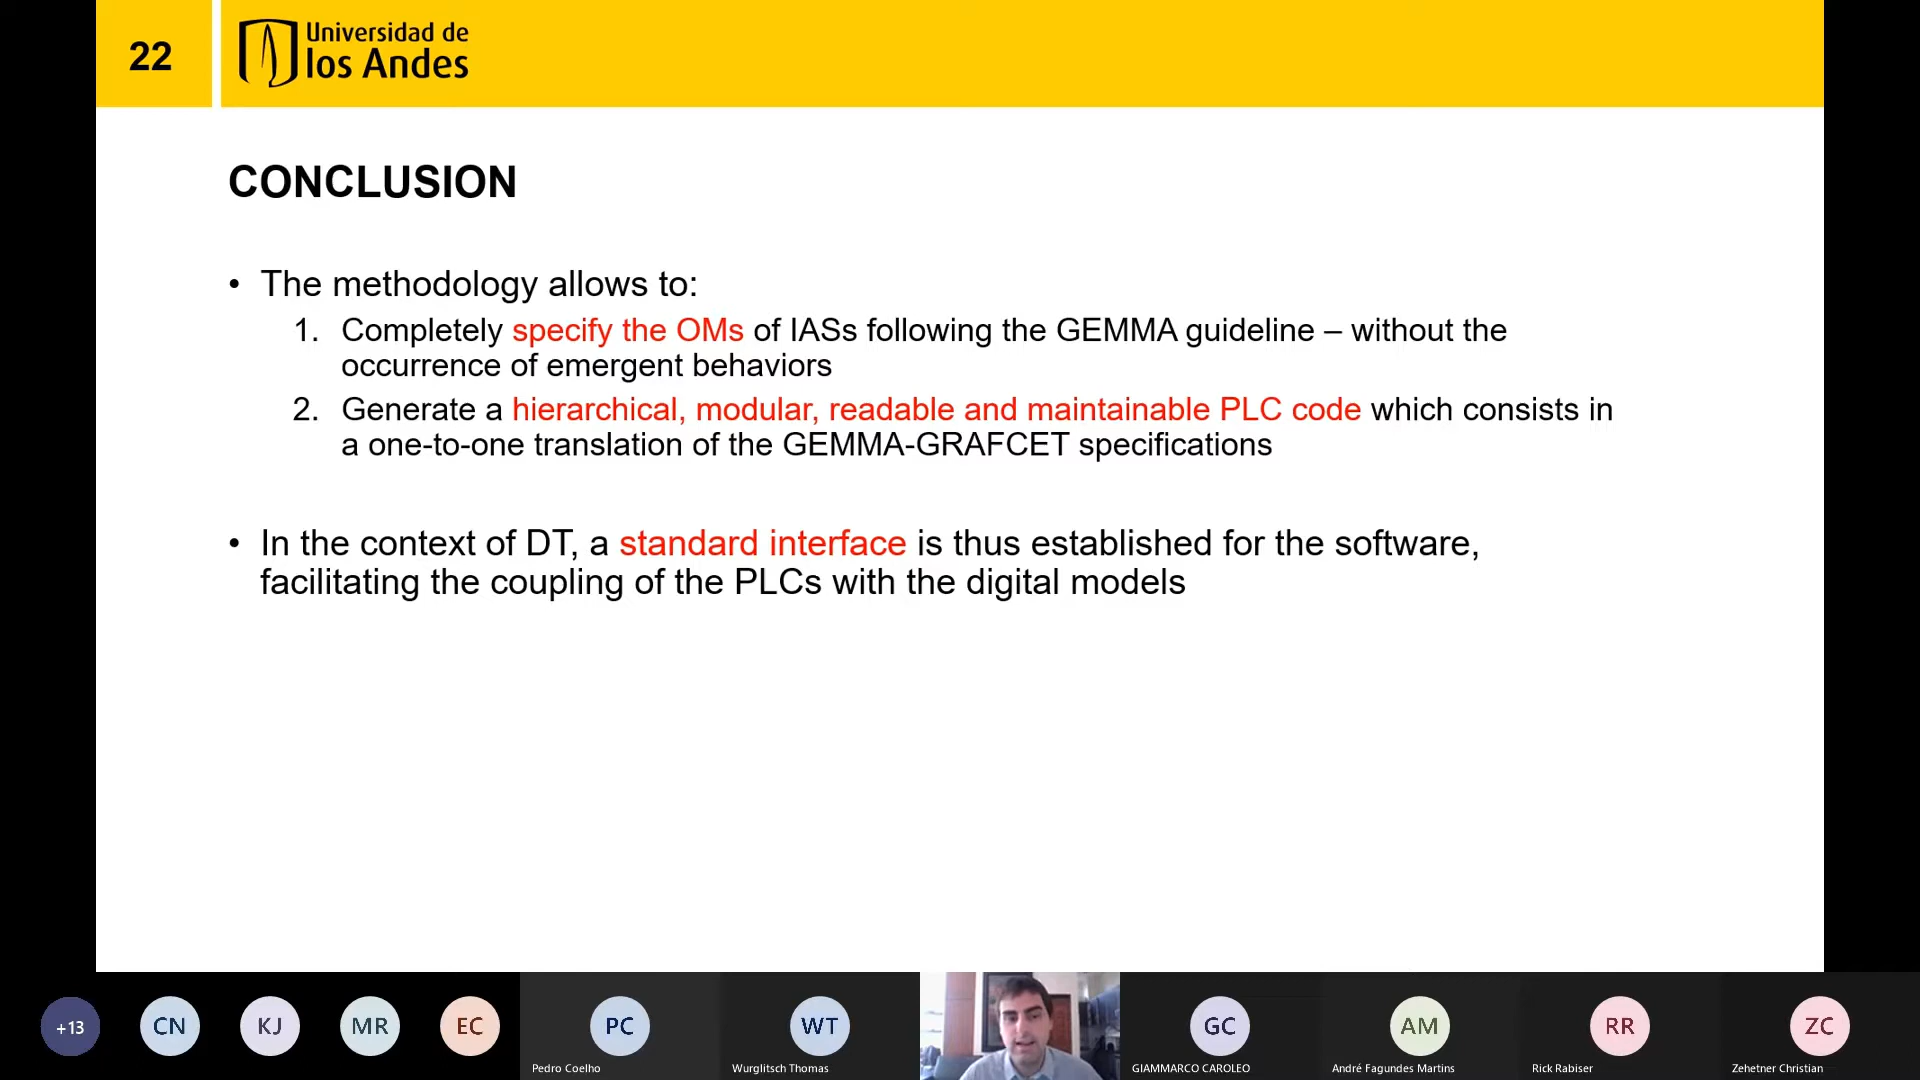 22
Universidad de
los Andes
CONCLUSION
• The methodology allows to:
1. Completely specify the OMs of IASs following the GEMMA guideline – without the
occurrence of emergent behaviors
2. Generate a hierarchical, modular, readable and maintainable PLC code which consists in
a one-to-one translation of the GEMMA-GRAFCET specifications
• In the context of DT, a standard interface is thus established for the software,
facilitating the coupling of the PLCs with the digital models
+13
CN
KJ
MR
EC
PC
WT
GC
AM
RR
ZC
Pedro Coelho
Wurglitsch Thomas
GIAMMARCO CAROLEO
André Fagundes Martins
Rick Rabiser
Zehetner Christian